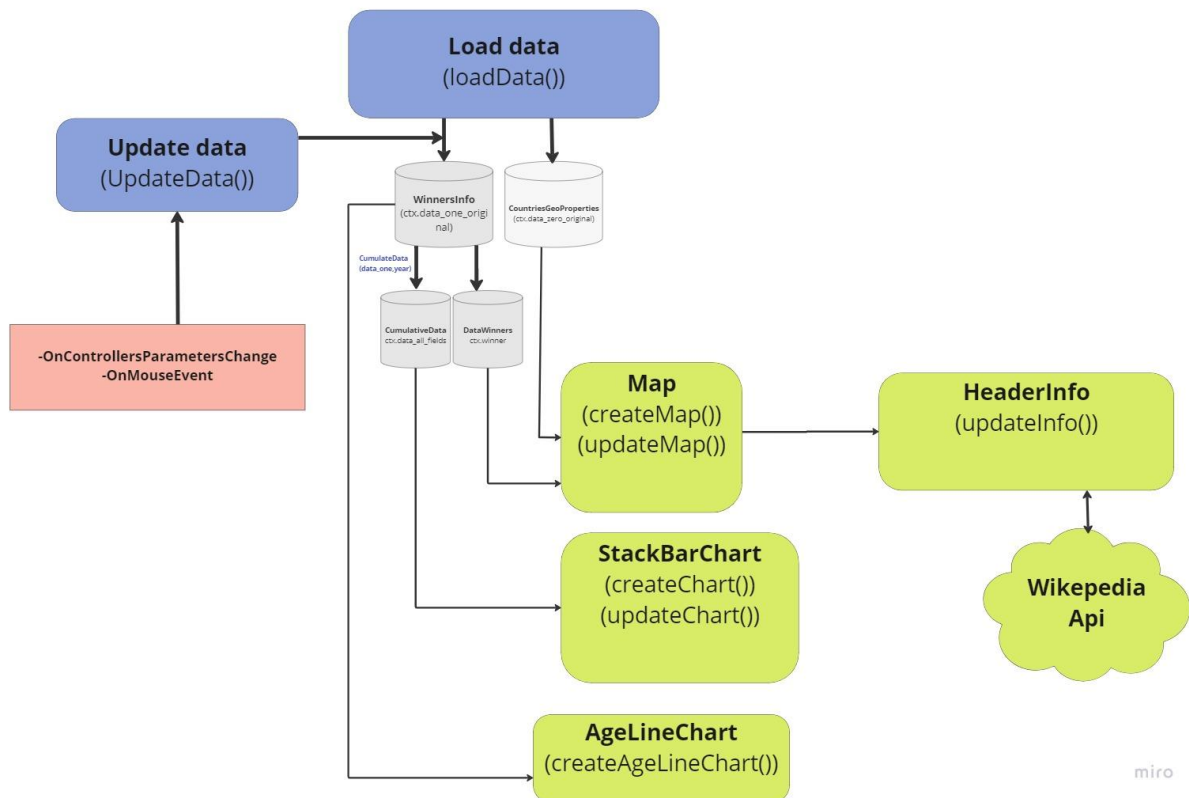 Load data
(loadData())
Update data
(UpdateData())
WinnersInfo
(ctx.data_one_origi
nal)
CountriesGeoProperties
(ctx.data_zero_original)
CumulateData
(data_one,year)
CumulativeData
ctx.data_all_fields
DataWinners
ctx.winner
-OnControllersParametersChange
-OnMouseEvent
Map
(createMap())
(updateMap())
HeaderInfo
(updateInfo())
StackBarChart
(createChart())
(updateChart())
Wikepedia
Api
AgeLineChart
(createAgeLineChart())
miro